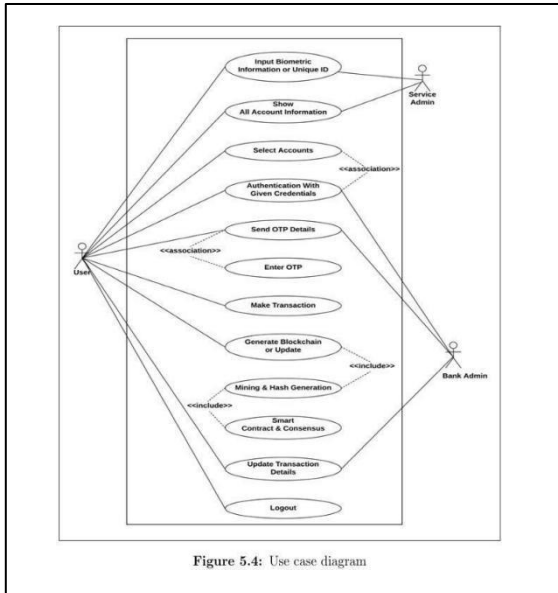 Input Biometric
Information or Unique ID
Service
Admin
Show
All Account Information
Select Accounts
<<association>>
Authentication With
Given Credentials
Send OTP Details
<<association>>
User
Enter OTP
Make Transaction
Generate Blockchain
or Update
<<include>>
Bank Admin
Mining & Hash Generation
<<include>>
Smart
Contract & Consensus
Update Transaction
Details
Logout
Figure 5.4: Use case diagram